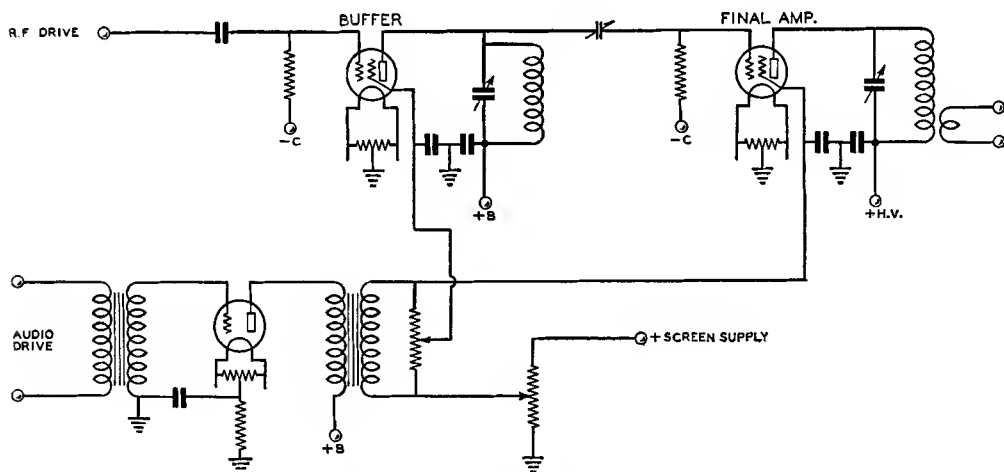 BUFFER
FINAL AMP.
R.F DRIVE
-C
-C
+B
+H.V.
AUDIO
DRIVE
+ SCREEN SUPPLY
+B